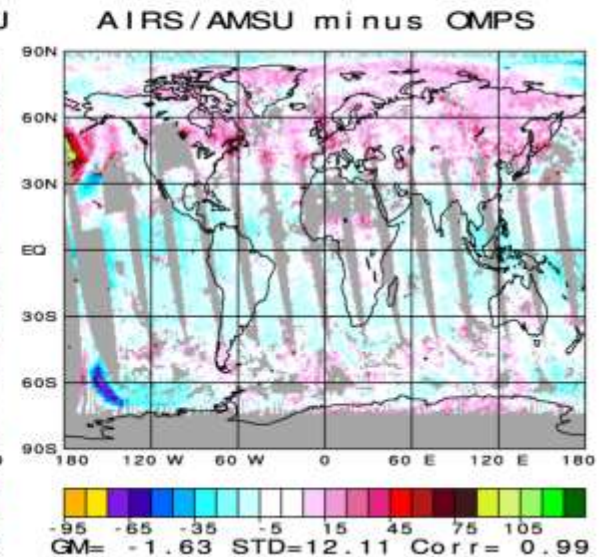 AIRS/AMSU minus OMPS
90N
60N
30N
EQ
30S
60S
90S
180 120 W 60 W 0 60 E 120 E 180
-95 -65 -35 -5 15 45 75 105
GM= -1.63 STD=12.11 Corr= 0.99